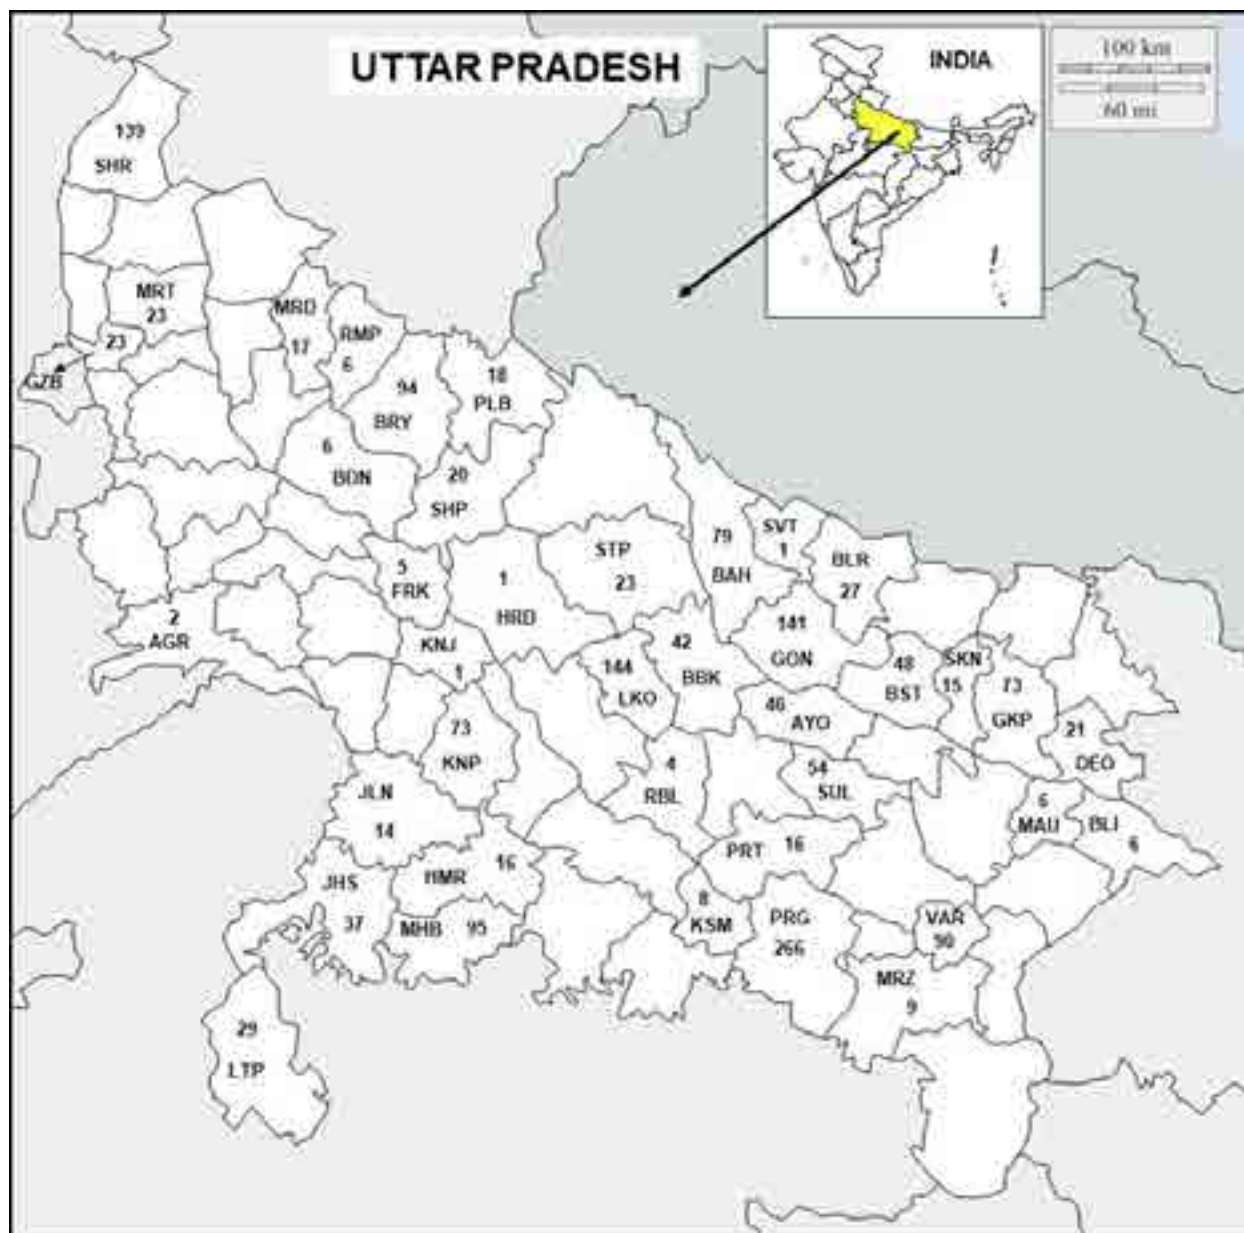 UTTAR PRADESH
INDIA
100 km
60 mi
139
SHR
MRT
23
MRD
17
RMP
6
23
GZB
94
BRY
18
PLB
6
BDN
20
SHP
STP
23
79
BAH
SVT
1
BLR
27
5
FRK
1
HRD
2
AGR
KNJ
1
144
LKO
42
BBK
141
GON
48
BST
SKN
15
73
GKP
46
AYO
21
DEO
73
KNP
4
RBL
54
SUL
JLN
14
6
MAU
BLI
6
PRT 16
JHS
37
HMR 16
MHB 95
8
KSM
PRG
266
VAR
90
MRZ
9
29
LTP